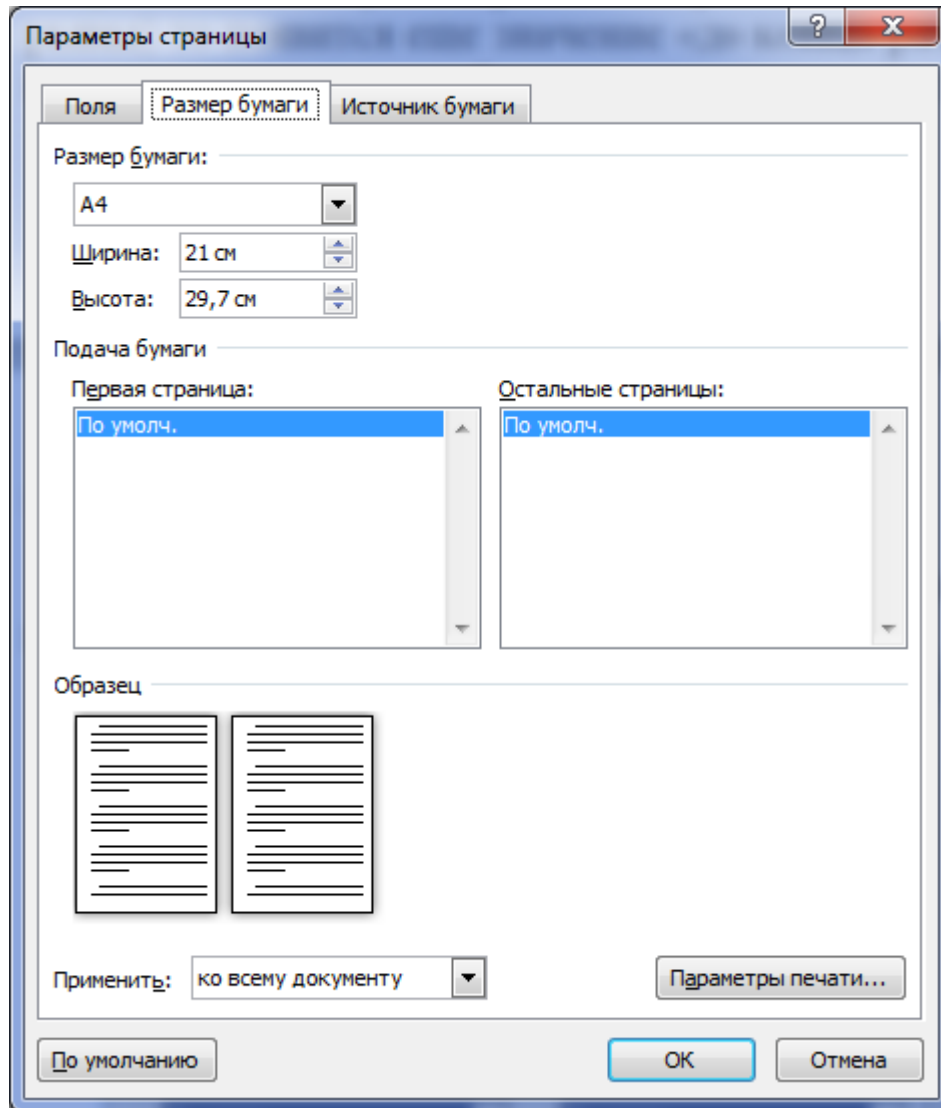 Параметры страницы
Поля Размер бумаги Источник бумаги
Размер бумаги:
A4
Ширина: 21 см
Высота: 29,7 см
Подача бумаги
Первая страница: Остальные страницы:
По умолч. По умолч.
Образец
Применить: ко всему документу Параметры печати...
По умолчанию ОК Отмена